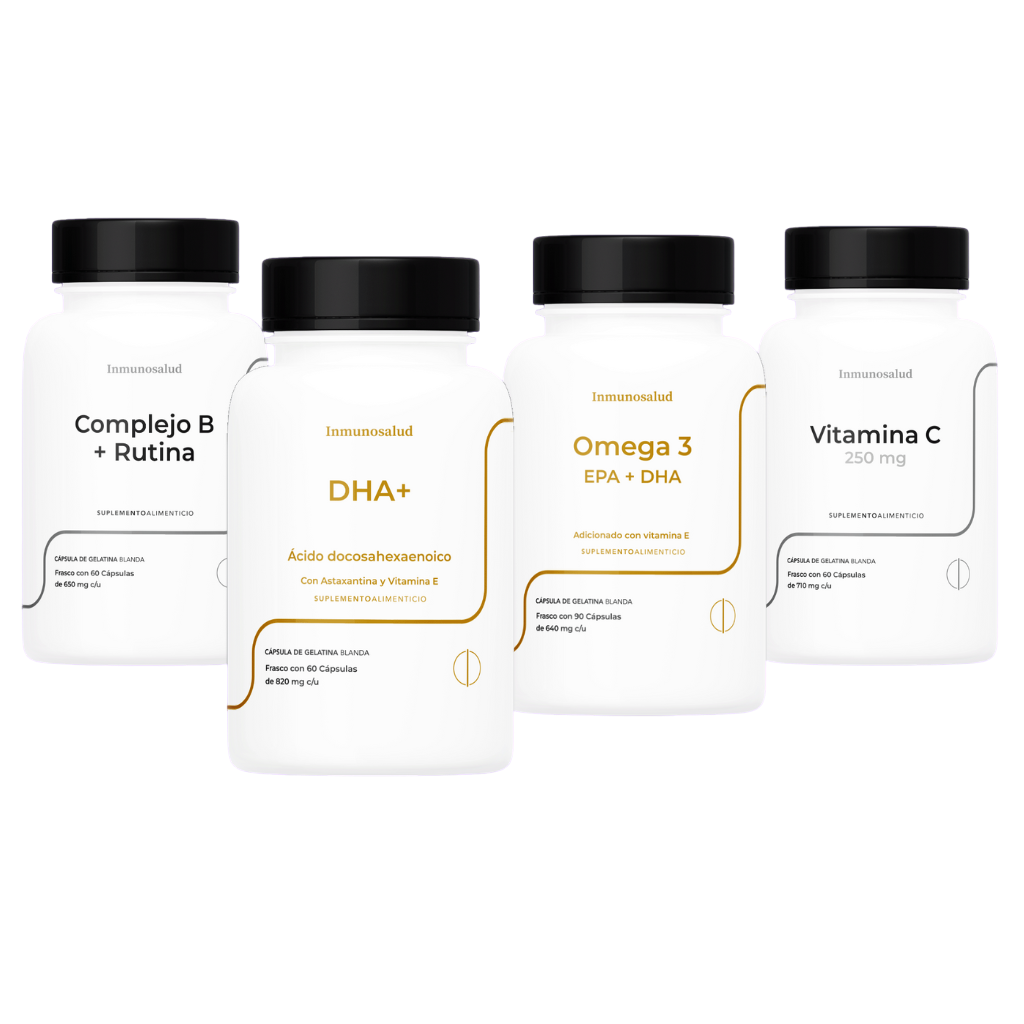 Inmunosalud
Complejo B
+ Rutina
SUPLEMENTOALIMENTICIO
CÁPSULA DE GELATINA BLANDA
Frasco con 60 Cápsulas
de 650 mg c/u
Inmunosalud
DHA+
Ácido docosahexaenoico
Con Astaxantina y Vitamina E
SUPLEMENTOALIMENTICIO
CÁPSULA DE GELATINA BLANDA
Frasco con 60 Cápsulas
de 820 mg c/u
Inmunosalud
Omega 3
EPA + DHA
Adicionado con vitamina E
SUPLEMENTOALIMENTICIO
CÁPSULA DE GELATINA BLANDA
Frasco con 90 Cápsulas
de 640 mg c/u
Inmunosalud
Vitamina C
250 mg
SUPLEMENTOALIMENTICIO
CÁPSULA DE GELATINA BLANDA
Frasco con 60 Cápsulas
de 710 mg c/u